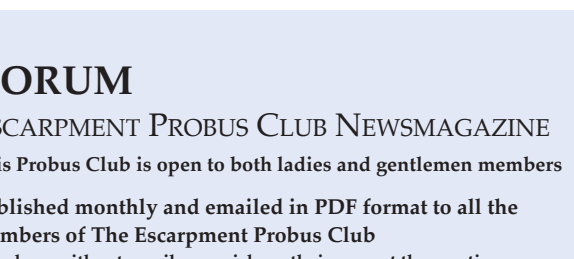 ORUM
SCARPMENT PROBUS CLUB NEWSMAGAZINE
is Probus Club is open to both ladies and gentlemen members
blished monthly and emailed in PDF format to all the
mbers of The Escarpment Probus Club